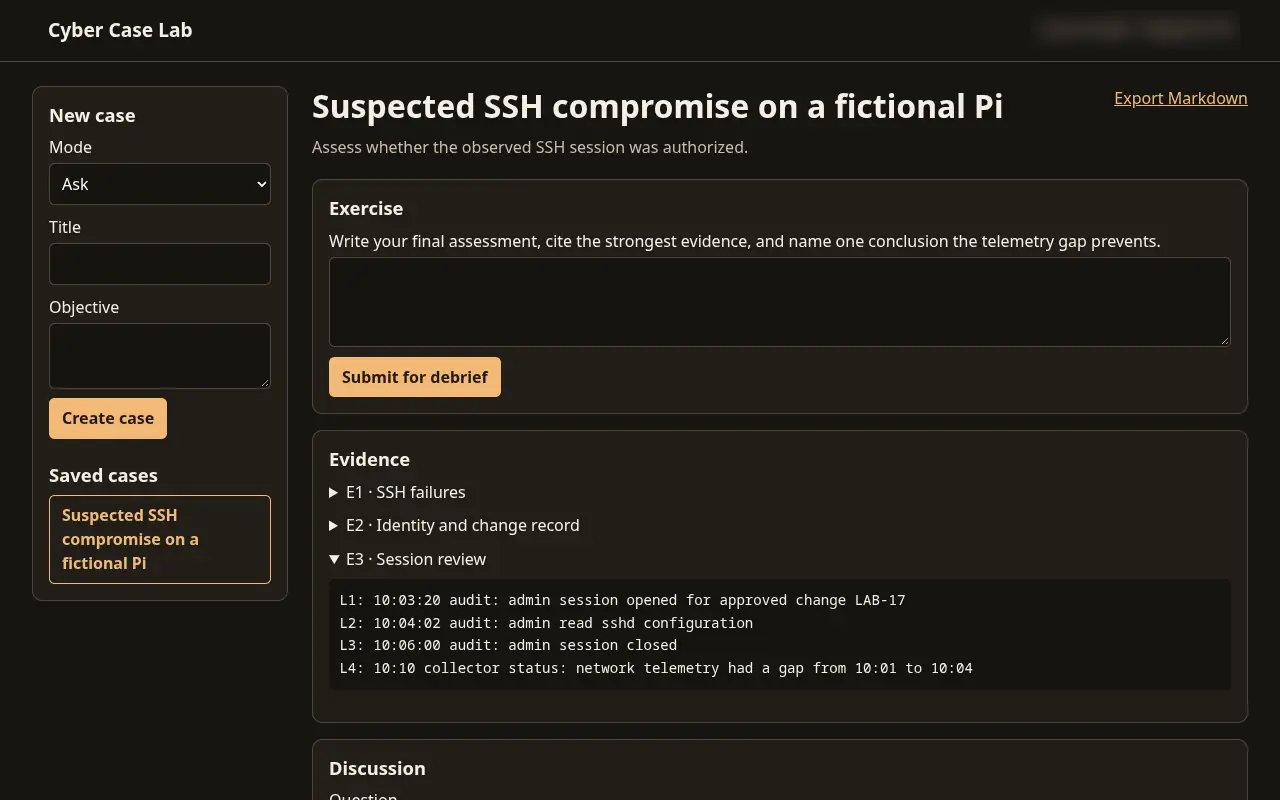 Cyber Case Lab
New case
Mode
Ask
Title
Objective
Create case
Saved cases
Suspected SSH
compromise on a
fictional Pi
Suspected SSH compromise on a fictional Pi
Export Markdown
Assess whether the observed SSH session was authorized.
Exercise
Write your final assessment, cite the strongest evidence, and name one conclusion the telemetry gap prevents.
Submit for debrief
Evidence
E1 · SSH failures
E2 · Identity and change record
E3 · Session review
L1: 10:03:20 audit: admin session opened for approved change LAB-17
L2: 10:04:02 audit: admin read sshd configuration
L3: 10:06:00 audit: admin session closed
L4: 10:10 collector status: network telemetry had a gap from 10:01 to 10:04
Discussion
Question